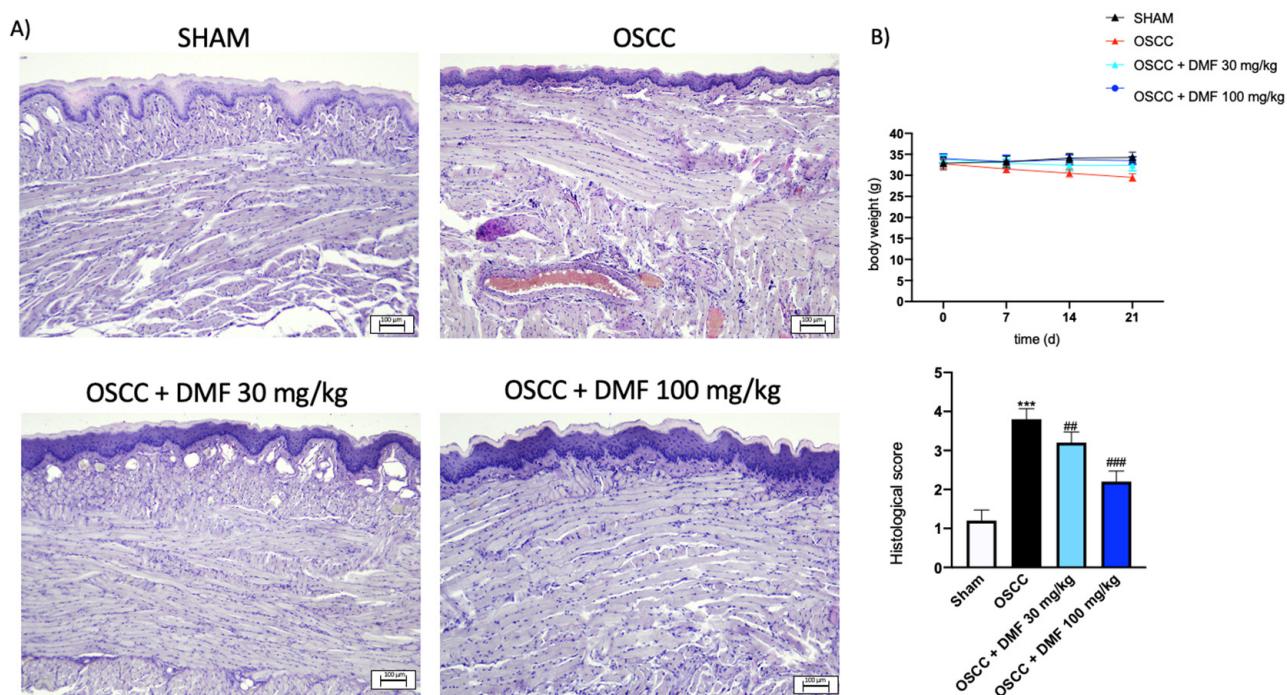 A)
SHAM
OSCC
100 µm
100 µm
OSCC + DMF 30 mg/kg
OSCC + DMF 100 mg/kg
100 µm
100 µm
B)
SHAM
OSCC
OSCC + DMF 30 mg/kg
OSCC + DMF 100 mg/kg
body weight (g)
40
35
30
25
20
15
10
5
0
0 7 14 21
time (d)
Histological score
5
4
3
2
1
0
***
##
###
Sham
OSCC
OSCC + DMF 30 mg/kg
OSCC + DMF 100 mg/kg